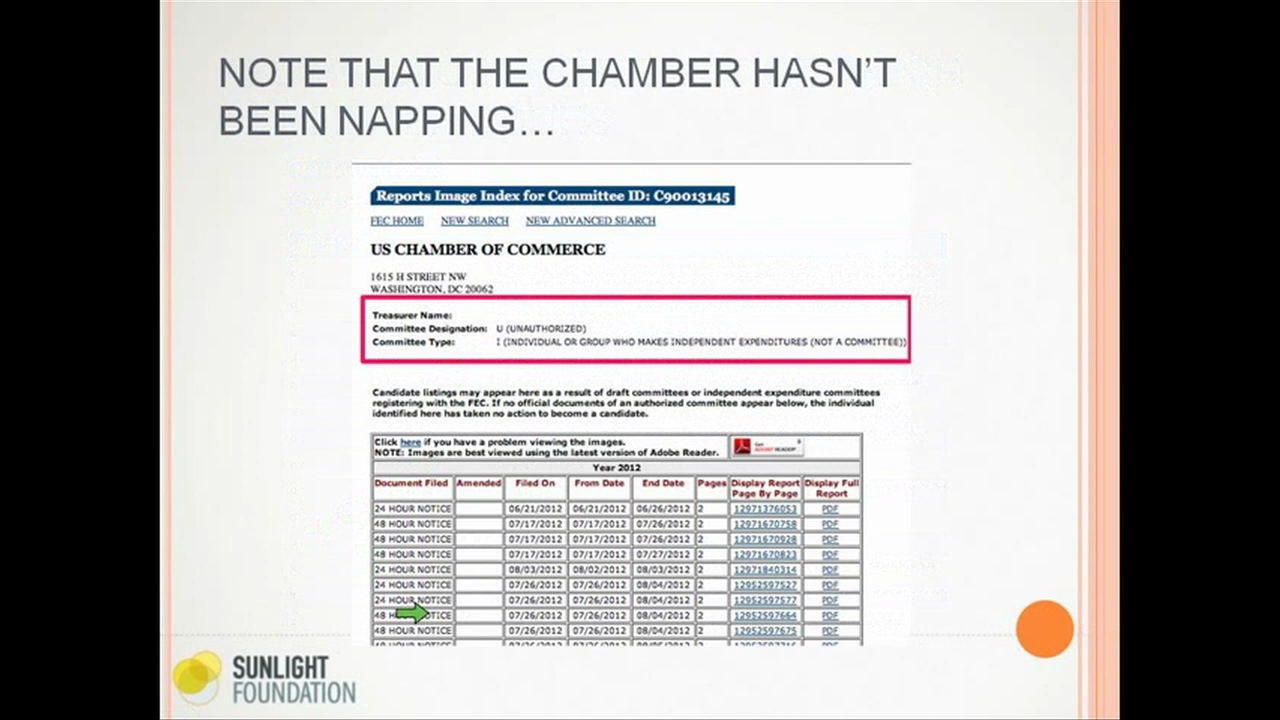 NOTE THAT THE CHAMBER HASN'T
BEEN NAPPING…
Reports Image Index for Committee ID: C90013145
FEC HOME NEW SEARCH NEW ADVANCED SEARCH
US CHAMBER OF COMMERCE
1615 H STREET NW
WASHINGTON, DC 20062
Treasurer Name:
Committee Designation: U (UNAUTHORIZED)
Committee Type: I (INDIVIDUAL OR GROUP WHO MAKES INDEPENDENT EXPENDITURES (NOT A COMMITTEE))
Candidate listings may appear here as a result of draft committees or independent expenditure committees
registering with the FEC. If no official documents of an authorized committee appear below, the individual
identified here has taken no action to become a candidate.
Click here if you have a problem viewing the images.
NOTE: Images are best viewed using the latest version of Adobe Reader.
Get
ADOBE READER
Year 2012
Document Filed Amended Filed On From Date End Date Pages Display Report Display Full
Page By Page Report
24 HOUR NOTICE 06/21/2012 06/21/2012 06/26/2012 2 12971376053 PDF
48 HOUR NOTICE 07/17/2012 07/17/2012 07/26/2012 2 12971670758 PDF
48 HOUR NOTICE 07/17/2012 07/17/2012 07/26/2012 2 12971670928 PDF
48 HOUR NOTICE 07/17/2012 07/17/2012 07/27/2012 2 12971670823 PDF
24 HOUR NOTICE 08/03/2012 08/02/2012 08/03/2012 2 12971840314 PDF
24 HOUR NOTICE 07/26/2012 07/26/2012 08/04/2012 2 12952597527 PDF
24 HOUR NOTICE 07/26/2012 07/26/2012 08/04/2012 2 12952597577 PDF
48 NOTICE 07/26/2012 07/26/2012 08/04/2012 2 12952597664 PDF
48 HOUR NOTICE 07/26/2012 07/26/2012 08/04/2012 2 12952597675 PDF
SUNLIGHT
FOUNDATION